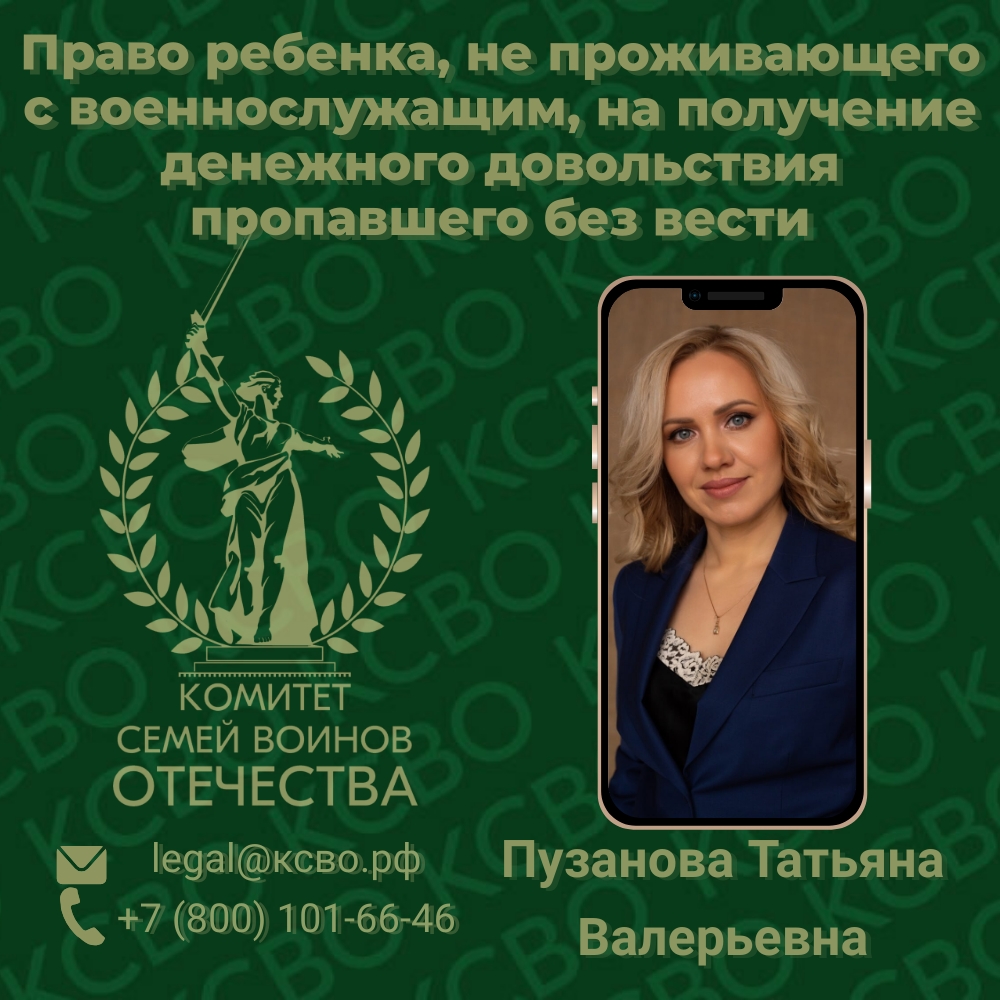 Право ребенка, не проживающего
с военнослужащим, на получение
денежного довольствия
пропавшего без вести
КОМИТЕТ
СЕМЕЙ ВОИНОВ
ОТЕЧЕСТВА
legal@ксво.рф
+7 (800) 101-66-46
Пузанова Татьяна
Валерьевна